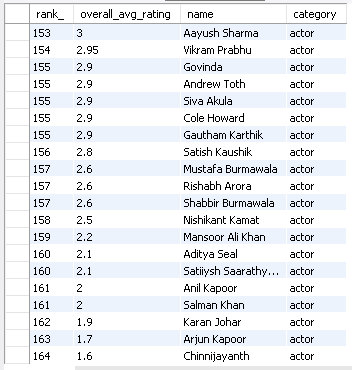 rank_ overall_avg_rating name category
153 3 Aayush Sharma actor
154 2.95 Vikram Prabhu actor
155 2.9 Govinda actor
155 2.9 Andrew Toth actor
155 2.9 Siva Akula actor
155 2.9 Cole Howard actor
155 2.9 Gautham Karthik actor
156 2.8 Satish Kaushik actor
157 2.6 Mustafa Burmawala actor
157 2.6 Rishabh Arora actor
157 2.6 Shabbir Burmawala actor
158 2.5 Nishikant Kamat actor
159 2.2 Mansoor Ali Khan actor
160 2.1 Aditya Seal actor
160 2.1 Satiiysh Saarathy... actor
161 2 Anil Kapoor actor
161 2 Salman Khan actor
162 1.9 Karan Johar actor
163 1.7 Arjun Kapoor actor
164 1.6 Chinnijayanth actor